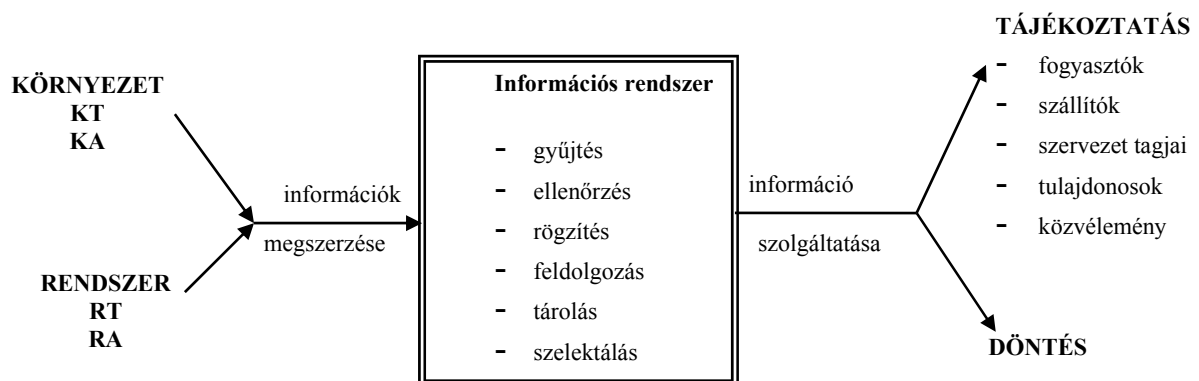 KÖRNYEZET
KT
KA
RENDSZER
RT
RA
információk
megszerzése
Információs rendszer
- gyűjtés
- ellenőrzés
- rögzítés
- feldolgozás
- tárolás
- szelektálás
információ
szolgáltatása
TÁJÉKOZTATÁS
- fogyasztók
- szállítók
- szervezet tagjai
- tulajdonosok
- közvélemény
DÖNTÉS